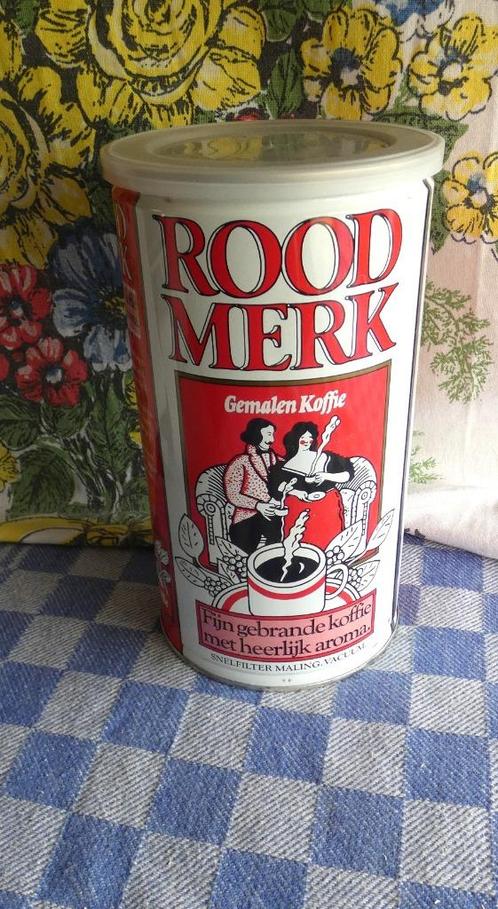 ROOD
MERK
Gemalen Koffie
Fijn gebrande koffie
met heerlijk aroma.
SNELFILTER MALING. VACUUM